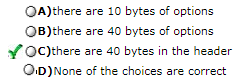 A)there are 10 bytes of options
B)there are 40 bytes of options
C)there are 40 bytes in the header
D)None of the choices are correct